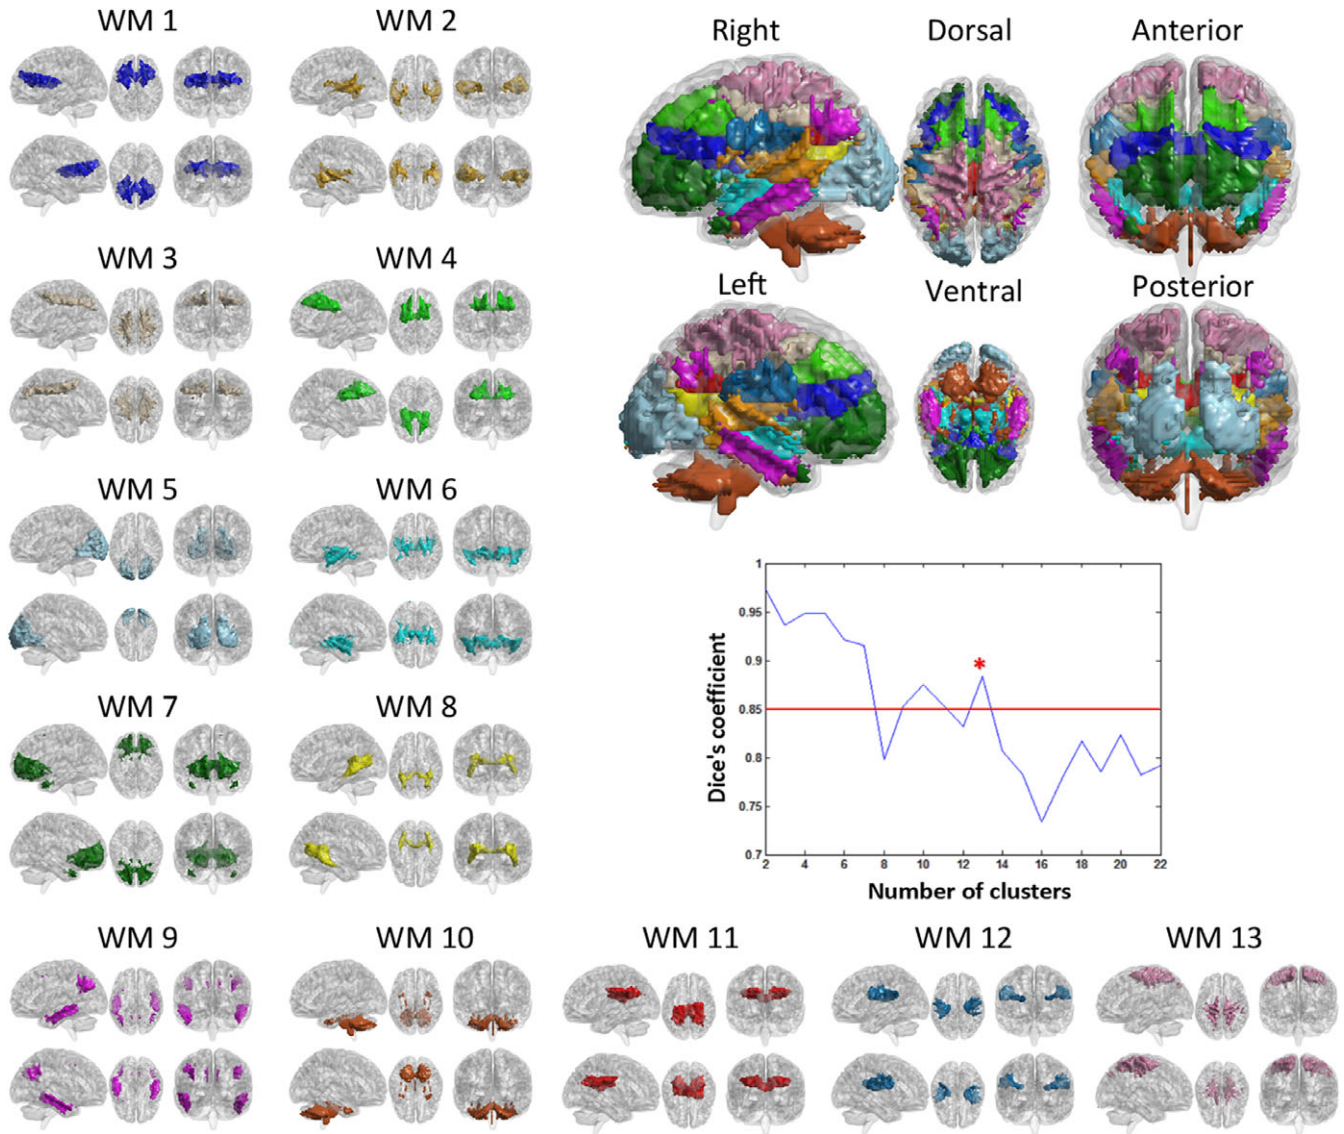 WM 1
WM 2
Right
Dorsal
Anterior
WM 3
WM 4
Left
Ventral
Posterior
WM 5
WM 6
WM 7
WM 8
Dice's coefficient
1
0.95
0.9
0.85
0.8
0.75
0.7
*
2 4 6 8 10 12 14 16 18 20 22
Number of clusters
WM 9
WM 10
WM 11
WM 12
WM 13